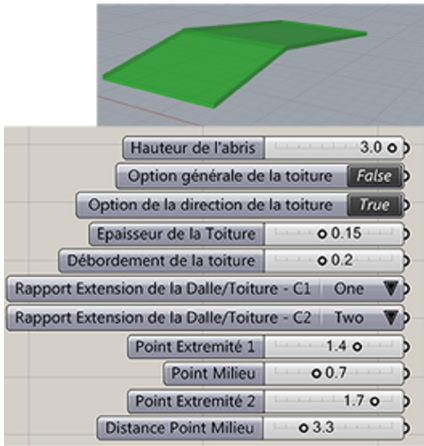 Hauteur de l'abris 3.0
Option générale de la toiture False
Option de la direction de la toiture True
Epaisseur de la Toiture 0.15
Débordement de la toiture 0.2
Rapport Extension de la Dalle/Toiture - C1 One
Rapport Extension de la Dalle/Toiture - C2 Two
Point Extremité 1 1.4
Point Milieu 0.7
Point Extremité 2 1.7
Distance Point Milieu 3.3